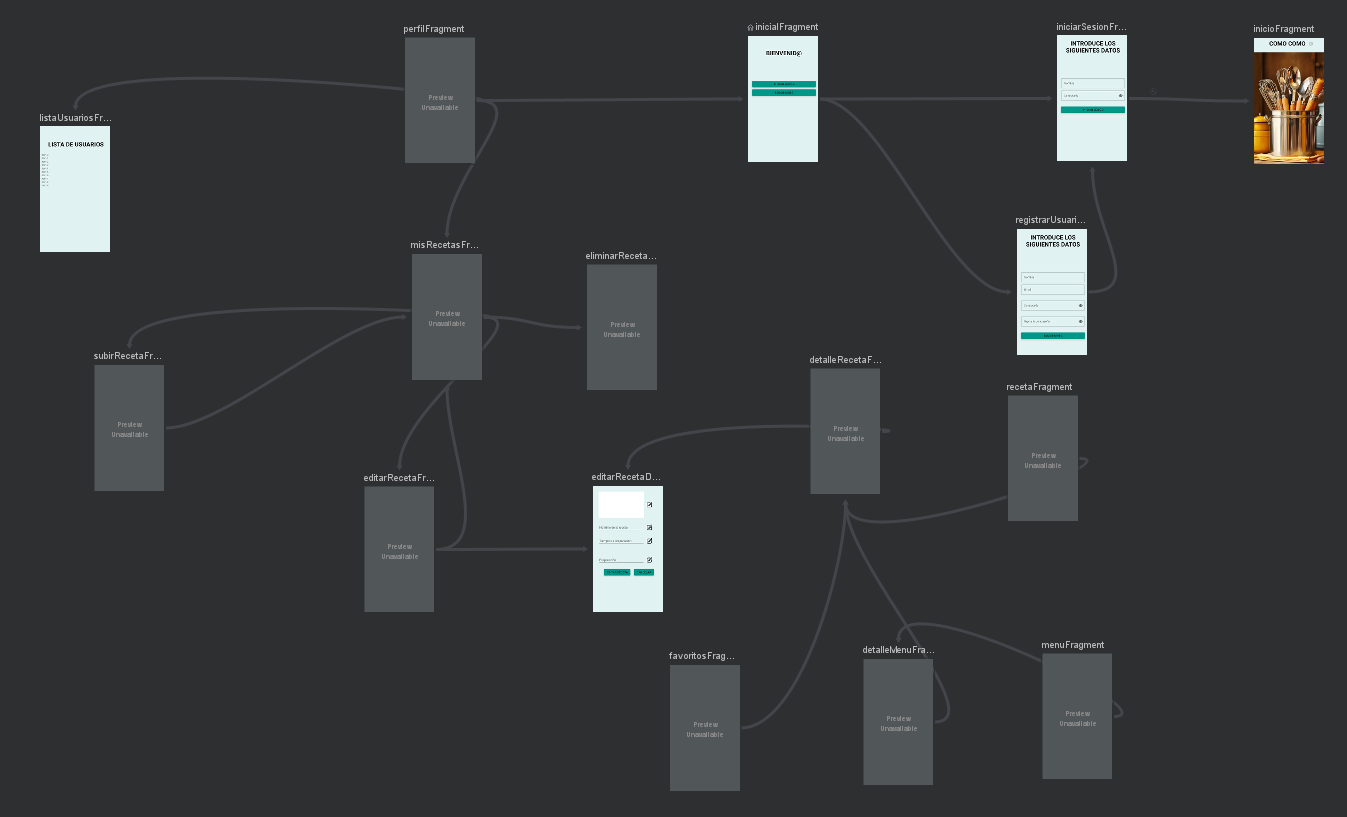 perfilFragment
Preview
Unavailable
inicialFragment
BIENVENID@
iniciarSesionFr...
INTRODUCE LOS
SIGUIENTES DATOS
inicioFragment
COMO COMO
listaUsuariosFr...
LISTA DE USUARIOS
registrarUsuari...
INTRODUCE LOS
SIGUIENTES DATOS
misRecetasFr...
Preview
Unavailable
eliminarReceta...
Preview
Unavailable
subirRecetaFr...
Preview
Unavailable
detalleRecetaF...
Preview
Unavailable
recetaFragment
Preview
Unavailable
editarRecetaFr...
Preview
Unavailable
editarRecetaD...
favoritosFrag...
Preview
Unavailable
detalleMenuFra...
Preview
Unavailable
menuFragment
Preview
Unavailable